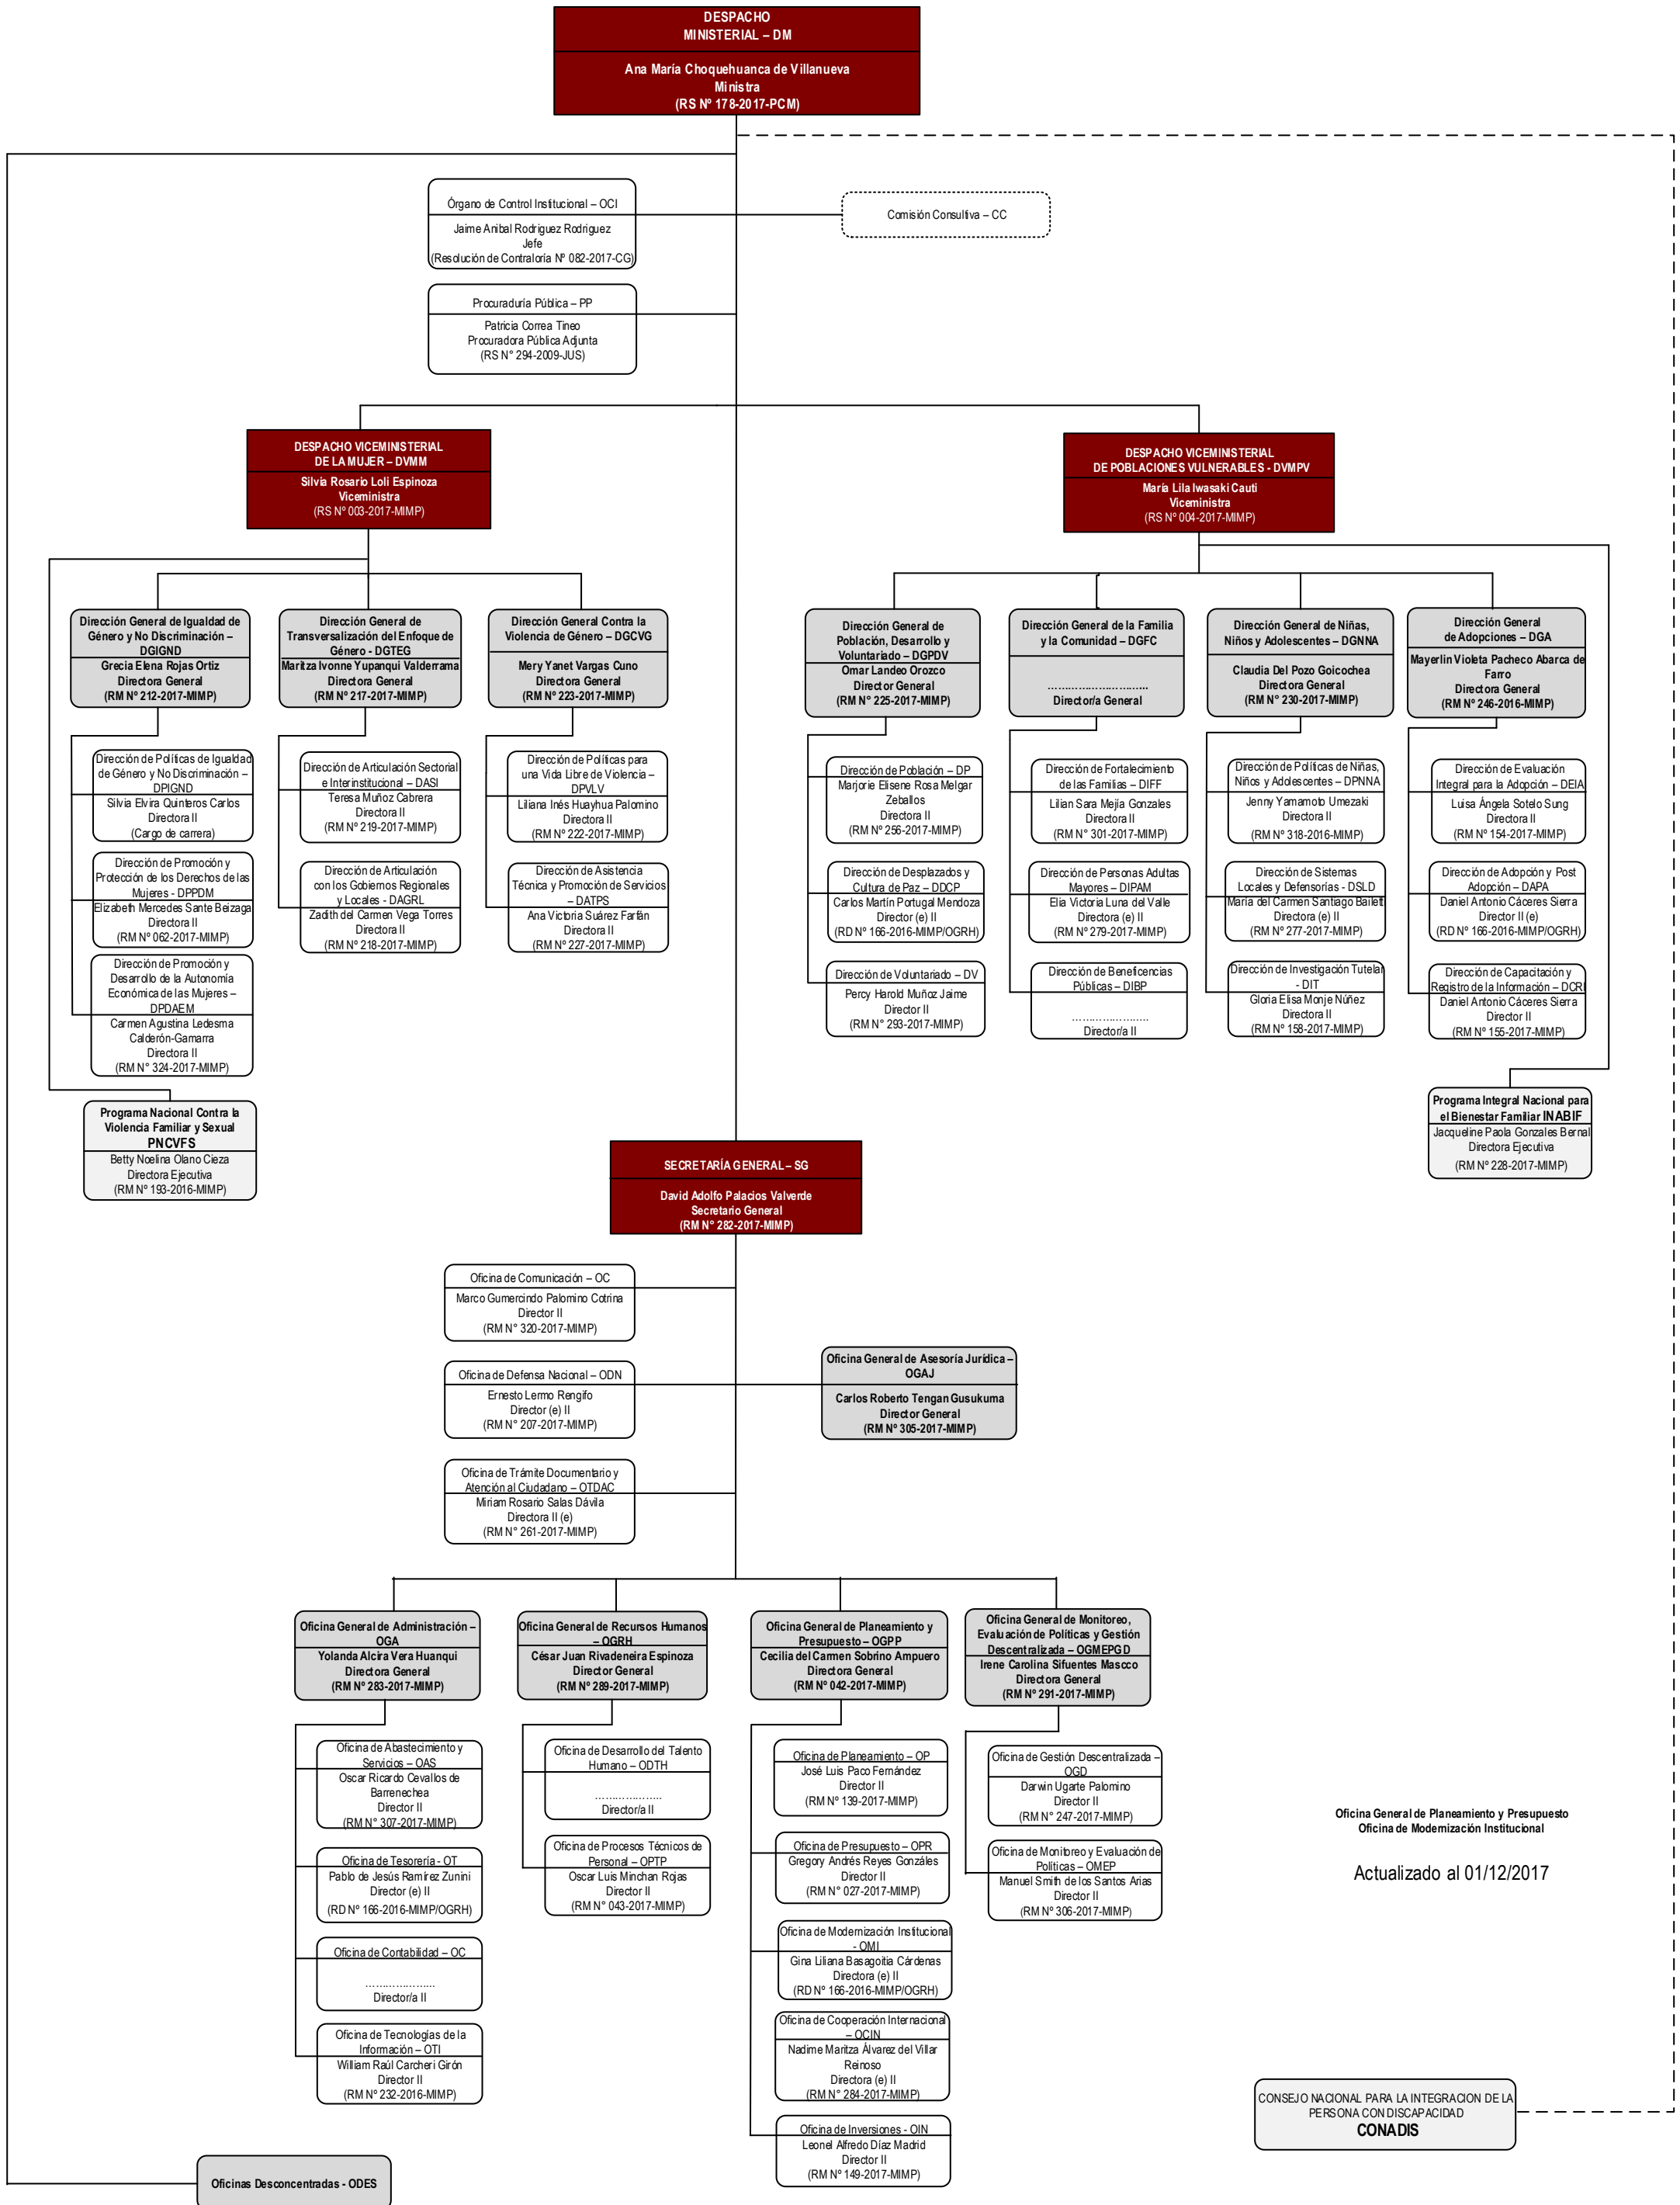 DESPACHO
MINISTERIAL – DM
Ana María Choquehuanca de Villanueva
Ministra
(RS Nº 178-2017-PCM)
Órgano de Control Institucional – OCI
Jaime Anibal Rodriguez Rodriguez
Jefe
(Resolución de Contraloría Nº 082-2017-CG)
Comisión Consultiva – CC
Procuraduría Pública – PP
Patricia Correa Tineo
Procuradora Pública Adjunta
(RS N° 294-2009-JUS)
DESPACHO VICEMINISTERIAL
DE LA MUJER – DVMM
Silvia Rosario Loli Espinoza
Viceministra
(RS Nº 003-2017-MIMP)
DESPACHO VICEMINISTERIAL
DE POBLACIONES VULNERABLES - DVMPV
María Lila Iwasaki Cauti
Viceministra
(RS Nº 004-2017-MIMP)
Dirección General de Igualdad de
Género y No Discriminación –
DGIGND
Grecia Elena Rojas Ortiz
Directora General
(RM Nº 212-2017-MIMP)
Dirección General de
Transversalización del Enfoque de
Género - DGTEG
Maritza Ivonne Yupanqui Valderrama
Directora General
(RM Nº 217-2017-MIMP)
Dirección General Contra la
Violencia de Género – DGCVG
Mery Yanet Vargas Cuno
Directora General
(RM Nº 223-2017-MIMP)
Dirección General de
Población, Desarrollo y
Voluntariado – DGPDV
Omar Landeo Orozco
Director General
(RM N° 225-2017-MIMP)
Dirección General de la Familia
y la Comunidad – DGFC
............................
Director/a General
Dirección General de Niñas,
Niños y Adolescentes – DGNNA
Claudia Del Pozo Goicochea
Directora General
(RM N° 230-2017-MIMP)
Dirección General
de Adopciones – DGA
Mayerlin Violeta Pacheco Abarca de
Farro
Directora General
(RM Nº 246-2016-MIMP)
Dirección de Políticas de Igualdad
de Género y No Discriminación –
DPIGND
Silvia Elvira Quinteros Carlos
Directora II
(Cargo de carrera)
Dirección de Articulación Sectorial
e Interinstitucional – DASI
Teresa Muñoz Cabrera
Directora II
(RM Nº 219-2017-MIMP)
Dirección de Políticas para
una Vida Libre de Violencia –
DPVLV
Liliana Inés Huayhua Palomino
Directora II
(RM Nº 222-2017-MIMP)
Dirección de Población – DP
Marjorie Elisene Rosa Melgar
Zeballos
Directora II
(RM N° 256-2017-MIMP)
Dirección de Fortalecimiento
de las Familias – DIFF
Lilian Sara Mejía Gonzales
Directora II
(RM N° 301-2017-MIMP)
Dirección de Políticas de Niñas,
Niños y Adolescentes – DPNNA
Jenny Yamamoto Umezaki
Directora II
(RM Nº 318-2016-MIMP)
Dirección de Evaluación
Integral para la Adopción – DEIA
Luisa Ángela Sotelo Sung
Directora II
(RM Nº 154-2017-MIMP)
Dirección de Promoción y
Protección de los Derechos de las
Mujeres - DPPDM
Elizabeth Mercedes Sante Beizaga
Directora II
(RM Nº 062-2017-MIMP)
Dirección de Articulación
con los Gobiernos Regionales
y Locales - DAGRL
Zadith del Carmen Vega Torres
Directora II
(RM Nº 218-2017-MIMP)
Dirección de Asistencia
Técnica y Promoción de Servicios
– DATPS
Ana Victoria Suárez Farfán
Directora II
(RM Nº 227-2017-MIMP)
Dirección de Desplazados y
Cultura de Paz – DDCP
Carlos Martín Portugal Mendoza
Director (e) II
(RD Nº 166-2016-MIMP/OGRH)
Dirección de Personas Adultas
Mayores – DIPAM
Elia Victoria Luna del Valle
Directora (e) II
(RM N° 279-2017-MIMP)
Dirección de Sistemas
Locales y Defensorías - DSLD
María del Carmen Santiago Bailett
Directora (e) II
(RM N° 277-2017-MIMP)
Dirección de Adopción y Post
Adopción – DAPA
Daniel Antonio Cáceres Sierra
Director II (e)
(RD Nº 166-2016-MIMP/OGRH)
Dirección de Promoción y
Desarrollo de la Autonomía
Económica de las Mujeres –
DPDAEM
Carmen Agustina Ledesma
Calderón-Gamarra
Directora II
(RM N° 324-2017-MIMP)
Dirección de Voluntariado – DV
Percy Harold Muñoz Jaime
Director II
(RM N° 293-2017-MIMP)
Dirección de Beneficencias
Públicas – DIBP
......................
Director/a II
Dirección de Investigación Tutelar
- DIT
Gloria Elisa Monje Núñez
Directora II
(RM Nº 158-2017-MIMP)
Dirección de Capacitación y
Registro de la Información – DCRI
Daniel Antonio Cáceres Sierra
Director II
(RM N° 155-2017-MIMP)
Programa Nacional Contra la
Violencia Familiar y Sexual
PNCVFS
Betty Noelina Olano Cieza
Directora Ejecutiva
(RM Nº 193-2016-MIMP)
Programa Integral Nacional para
el Bienestar Familiar INABIF
Jacqueline Paola Gonzales Bernal
Directora Ejecutiva
(RM Nº 228-2017-MIMP)
SECRETARÍA GENERAL – SG
David Adolfo Palacios Valverde
Secretario General
(RM N° 282-2017-MIMP)
Oficina de Comunicación – OC
Marco Gumercindo Palomino Cotrina
Director II
(RM N° 320-2017-MIMP)
Oficina de Defensa Nacional – ODN
Ernesto Lermo Rengifo
Director (e) II
(RM Nº 207-2017-MIMP)
Oficina General de Asesoría Jurídica –
OGAJ
Carlos Roberto Tengan Gusukuma
Director General
(RM Nº 305-2017-MIMP)
Oficina de Trámite Documentario y
Atención al Ciudadano – OTDAC
Miriam Rosario Salas Dávila
Directora II (e)
(RM N° 261-2017-MIMP)
Oficina General de Administración –
OGA
Yolanda Alcira Vera Huanqui
Directora General
(RM Nº 283-2017-MIMP)
Oficina General de Recursos Humanos
– OGRH
César Juan Rivadeneira Espinoza
Director General
(RM Nº 289-2017-MIMP)
Oficina General de Planeamiento y
Presupuesto – OGPP
Cecilia del Carmen Sobrino Ampuero
Directora General
(RM Nº 042-2017-MIMP)
Oficina General de Monitoreo,
Evaluación de Políticas y Gestión
Descentralizada – OGMEPGD
Irene Carolina Sifuentes Mascco
Directora General
(RM Nº 291-2017-MIMP)
Oficina de Abastecimiento y
Servicios – OAS
Oscar Ricardo Cevallos de
Barrenechea
Director II
(RM N° 307-2017-MIMP)
Oficina de Desarrollo del Talento
Humano – ODTH
....................
Director/a II
Oficina de Planeamiento – OP
José Luis Paco Fernández
Director II
(RM N° 139-2017-MIMP)
Oficina de Gestión Descentralizada –
OGD
Darwin Ugarte Palomino
Director II
(RM N° 247-2017-MIMP)
Oficina de Tesorería - OT
Pablo de Jesús Ramírez Zunini
Director (e) II
(RD Nº 166-2016-MIMP/OGRH)
Oficina de Procesos Técnicos de
Personal – OPTP
Oscar Luis Minchan Rojas
Director II
(RM N° 043-2017-MIMP)
Oficina de Presupuesto – OPR
Gregory Andrés Reyes Gonzáles
Director II
(RM N° 027-2017-MIMP)
Oficina de Monitoreo y Evaluación de
Políticas – OMEP
Manuel Smith de los Santos Arias
Director II
(RM N° 306-2017-MIMP)
Oficina General de Planeamiento y Presupuesto
Oficina de Modernización Institucional
Actualizado al 01/12/2017
Oficina de Contabilidad – OC
....................
Director/a II
Oficina de Modernización Institucional
- OMI
Gina Liliana Basagoitia Cárdenas
Directora (e) II
(RD Nº 166-2016-MIMP/OGRH)
Oficina de Tecnologías de la
Información – OTI
William Raúl Carcheri Girón
Director II
(RM N° 232-2016-MIMP)
Oficina de Cooperación Internacional
– OCIN
Nadime Maritza Álvarez del Villar
Reinoso
Directora (e) II
(RM N° 284-2017-MIMP)
CONSEJO NACIONAL PARA LA INTEGRACION DE LA
PERSONA CON DISCAPACIDAD
CONADIS
Oficina de Inversiones - OIN
Leonel Alfredo Díaz Madrid
Director II
(RM Nº 149-2017-MIMP)
Oficinas Desconcentradas - ODES